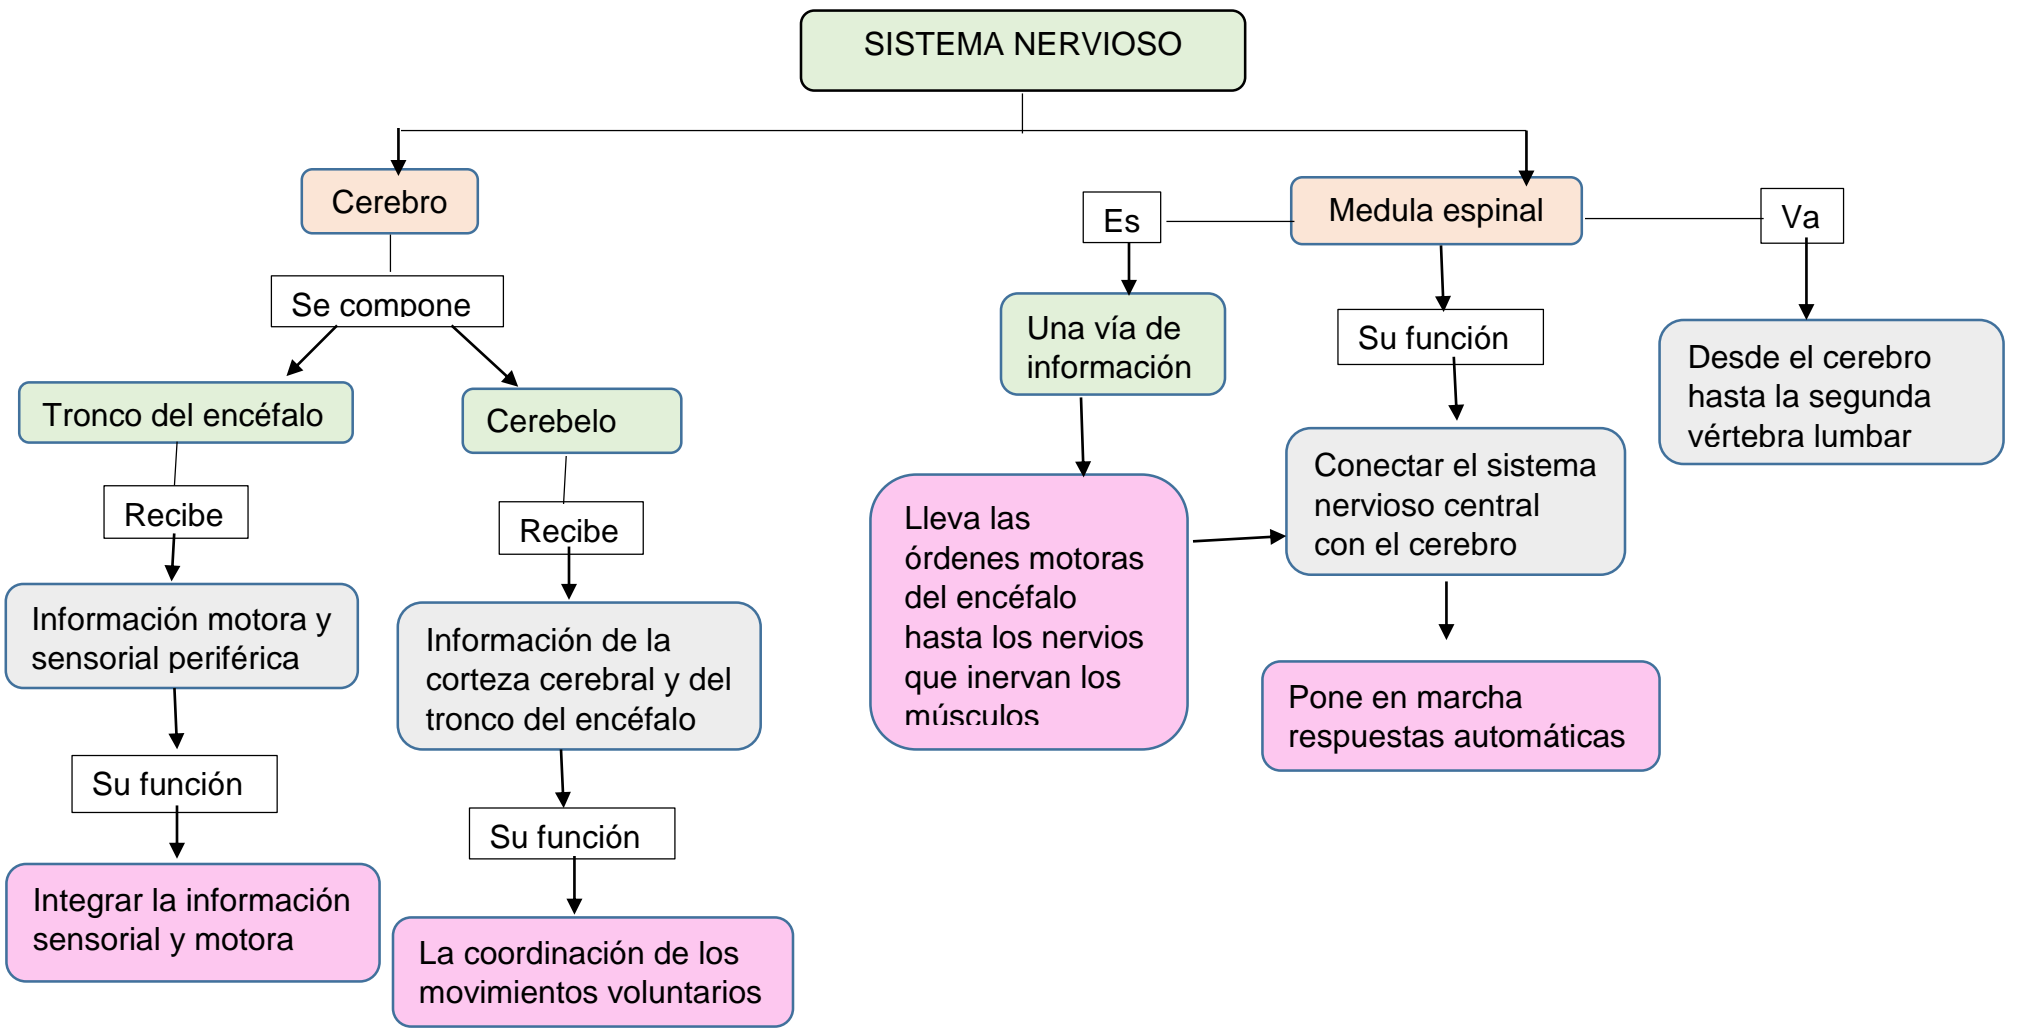 SISTEMA NERVIOSO
Cerebro
Se compone
Tronco del encéfalo
Recibe
Información motora y
sensorial periférica
Su función
Integrar la información
sensorial y motora
Cerebelo
Recibe
Información de la
corteza cerebral y del
tronco del encéfalo
Su función
La coordinación de los
movimientos voluntarios
Medula espinal
Es
Una vía de
información
Lleva las
órdenes motoras
del encéfalo
hasta los nervios
que inervan los
músculos
Su función
Conectar el sistema
nervioso central
con el cerebro
Pone en marcha
respuestas automáticas
Va
Desde el cerebro
hasta la segunda
vértebra lumbar